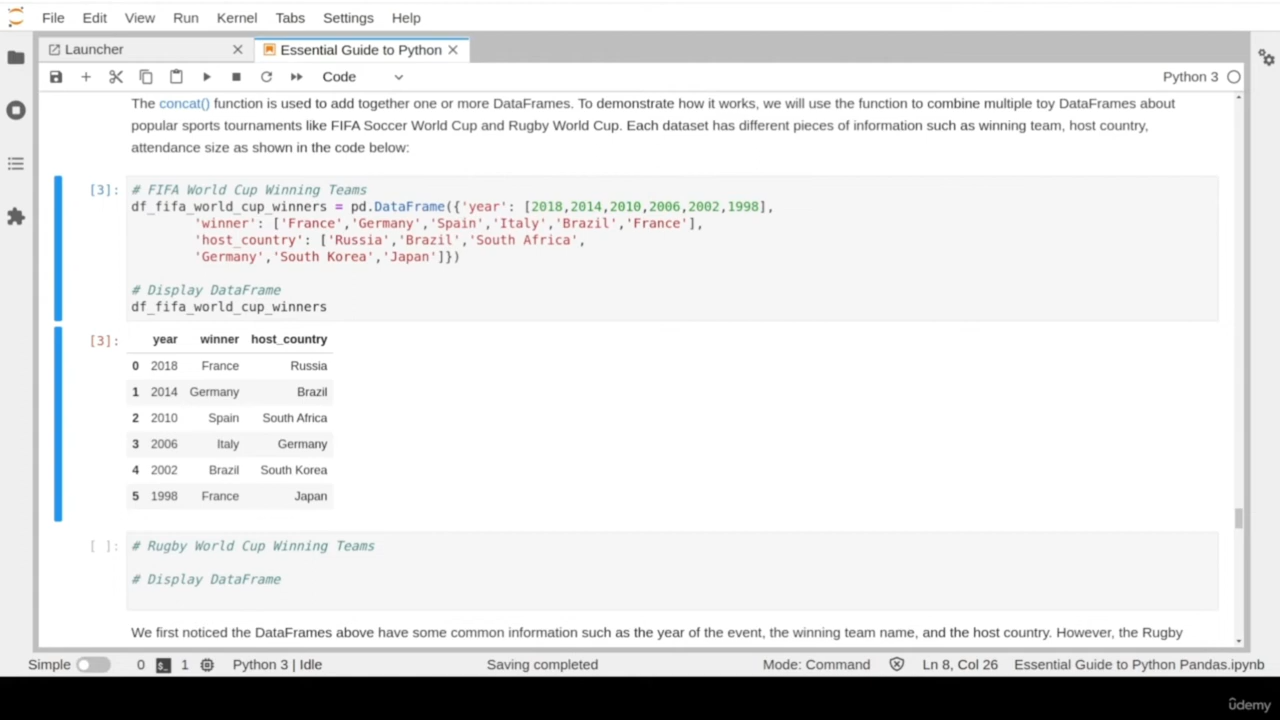 File Edit View Run Kernel Tabs Settings Help
Launcher Essential Guide to Python
Code Python 3
The concat() function is used to add together one or more DataFrames. To demonstrate how it works, we will use the function to combine multiple toy DataFrames about
popular sports tournaments like FIFA Soccer World Cup and Rugby World Cup. Each dataset has different pieces of information such as winning team, host country,
attendance size as shown in the code below:
[3]: # FIFA World Cup Winning Teams
df_fifa_world_cup_winners = pd.DataFrame({'year': [2018,2014,2010,2006,2002,1998],
'winner': ['France','Germany','Spain','Italy','Brazil','France'],
'host_country': ['Russia','Brazil','South Africa',
'Germany','South Korea','Japan']})
# Display DataFrame
df_fifa_world_cup_winners
[3]: year winner host_country
0 2018 France Russia
1 2014 Germany Brazil
2 2010 Spain South Africa
3 2006 Italy Germany
4 2002 Brazil South Korea
5 1998 France Japan
[ ]: # Rugby World Cup Winning Teams
# Display DataFrame
We first noticed the DataFrames above have some common information such as the year of the event, the winning team name, and the host country. However, the Rugby
Simple 0 1 Python 3 | Idle Saving completed Mode: Command Ln 8, Col 26 Essential Guide to Python Pandas.ipynb
ûdemy